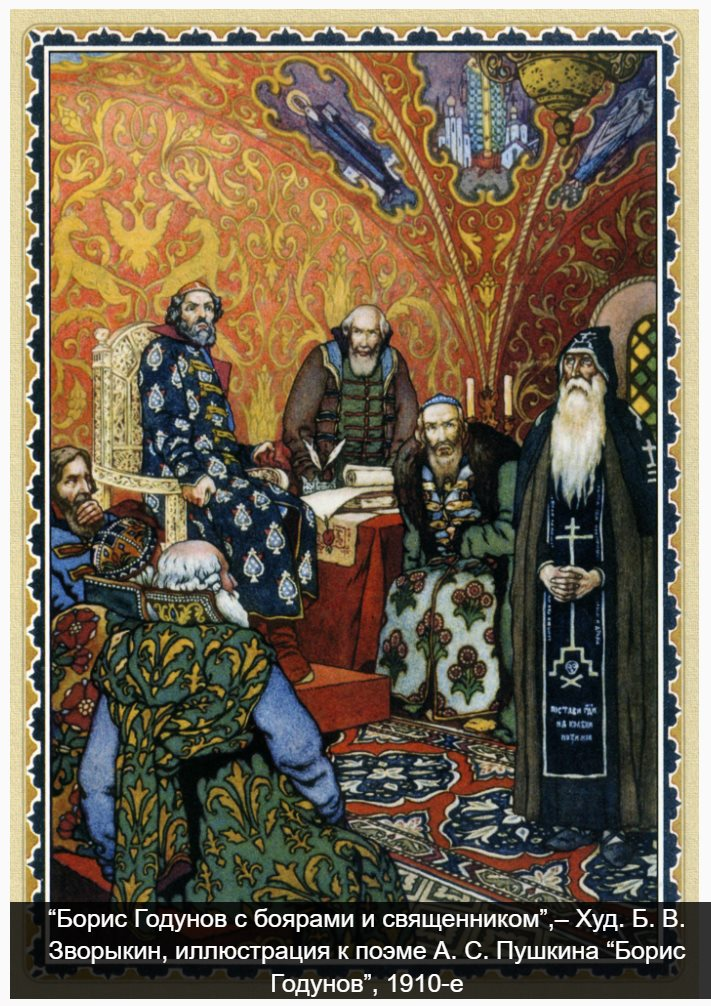 “Борис Годунов с боярами и священником”,– Худ. Б. В.
Зворыкин, иллюстрация к поэме А. С. Пушкина “Борис
Годунов”, 1910-е